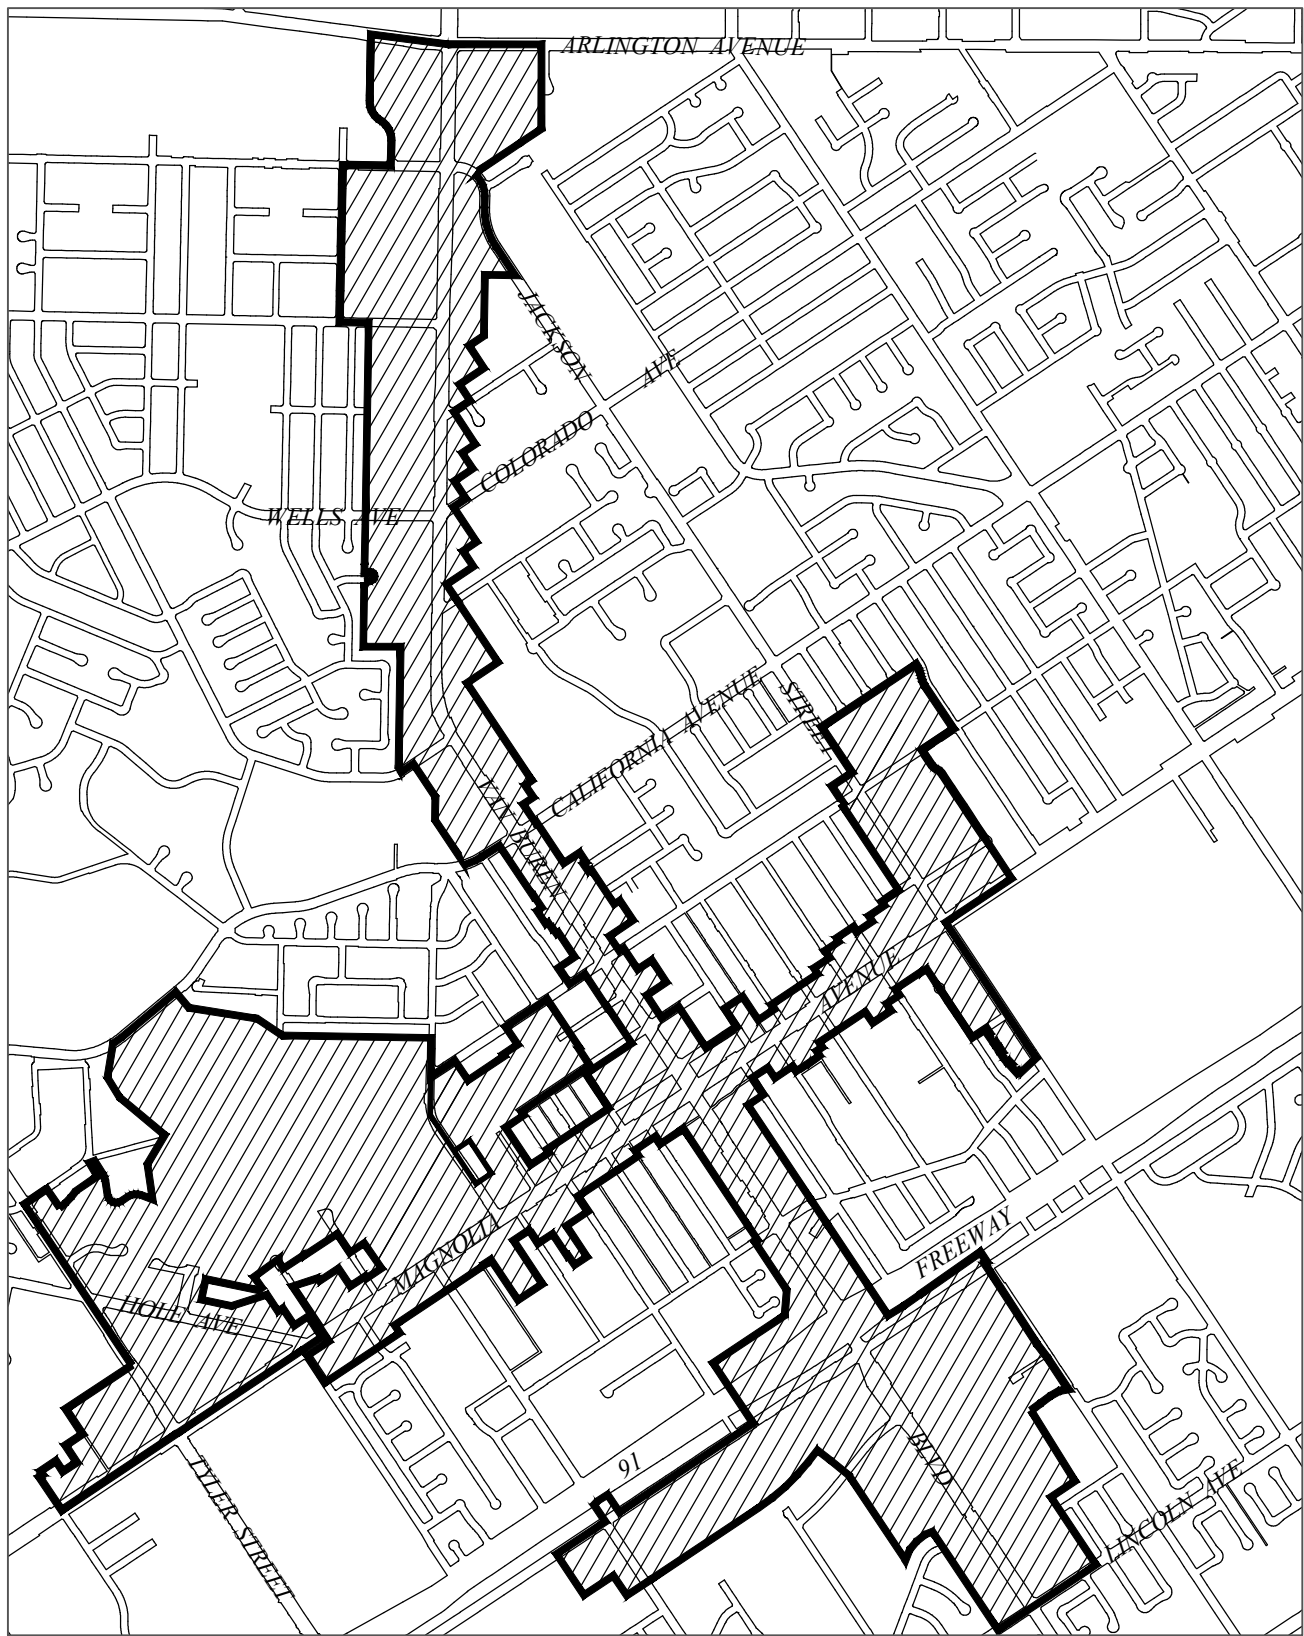 ARLINGTON AVENUE
JACKSON
AVE
COLORADO
WELLS AVE
CALIFORNIA AVENUE
STREET
VAN BUREN
AVENUE
MAGNOLIA
FREEWAY
HOLE AVE
91
BLVD
LINCOLN AVE
TYLER STREET